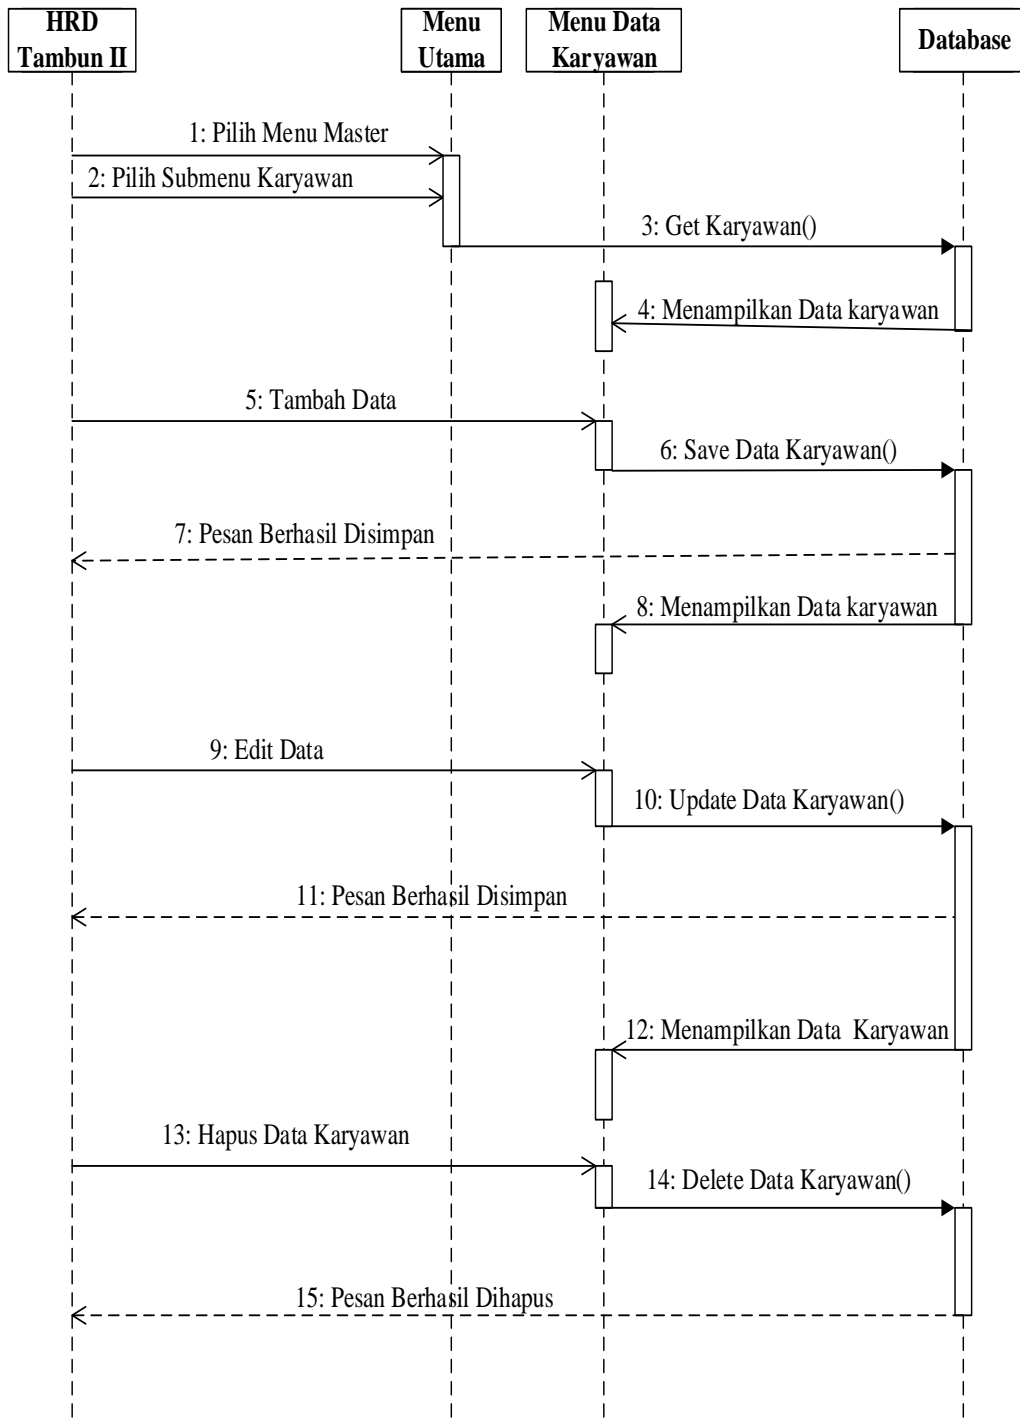 HRD
Tambun II
Menu
Utama
Menu Data
Karyawan
Database
1: Pilih Menu Master
2: Pilih Submenu Karyawan
3: Get Karyawan()
4: Menampilkan Data karyawan
5: Tambah Data
6: Save Data Karyawan()
7: Pesan Berhasil Disimpan
8: Menampilkan Data karyawan
9: Edit Data
10: Update Data Karyawan()
11: Pesan Berhasil Disimpan
12: Menampilkan Data  Karyawan
13: Hapus Data Karyawan
14: Delete Data Karyawan()
15: Pesan Berhasil Dihapus